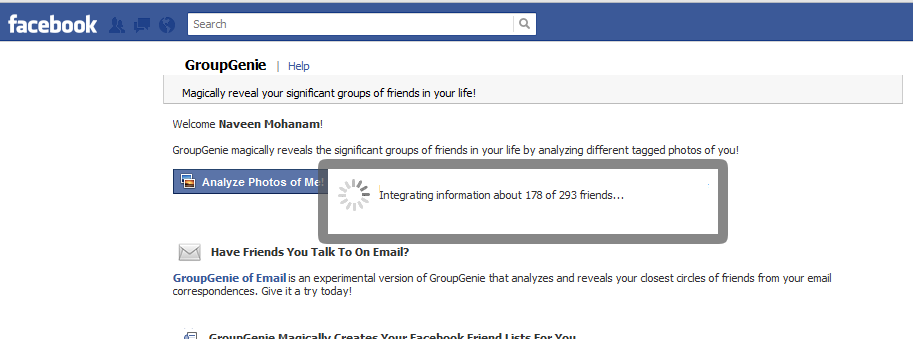 facebook Search
GroupGenie | Help
Magically reveal your significant groups of friends in your life!
Welcome Naveen Mohanam!
GroupGenie magically reveals the significant groups of friends in your life by analyzing different tagged photos of you!
Analyze Photos of Me!
Integrating information about 178 of 293 friends...
Have Friends You Talk To On Email?
GroupGenie of Email is an experimental version of GroupGenie that analyzes and reveals your closest circles of friends from your email
correspondences. Give it a try today!
GroupGenie Magically Creates Your Facebook Friend Lists For You